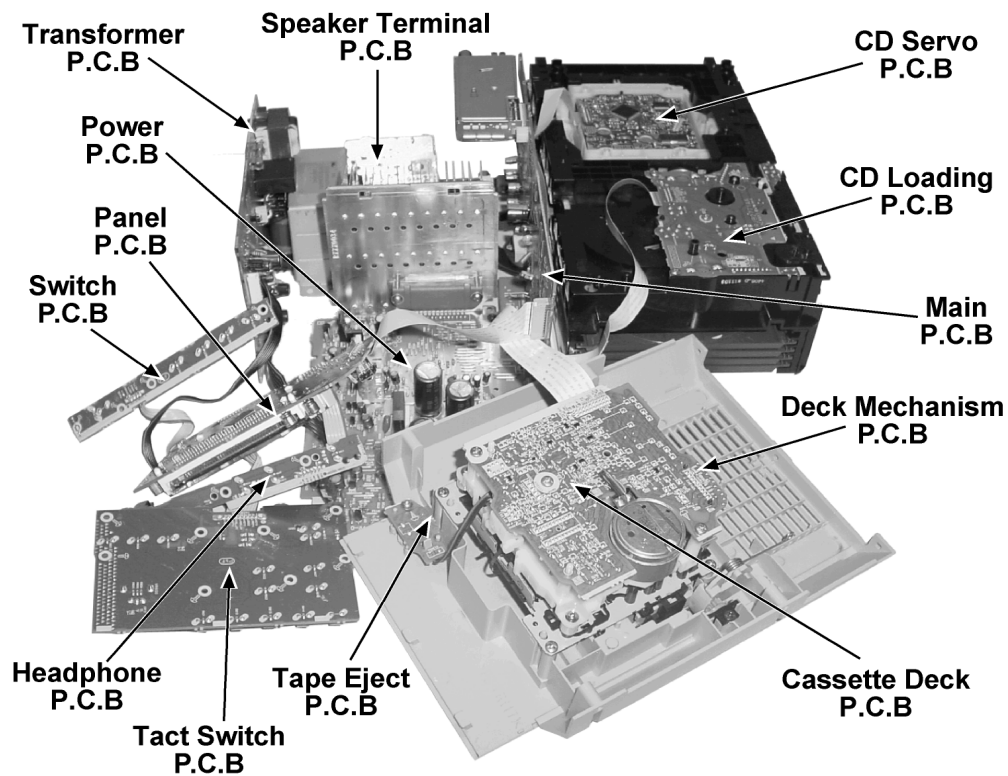 Transformer
P.C.B
Speaker Terminal
P.C.B
CD Servo
P.C.B
Power
P.C.B
CD Loading
P.C.B
Panel
P.C.B
Switch
P.C.B
Main
P.C.B
Deck Mechanism
P.C.B
Headphone
P.C.B
Tape Eject
P.C.B
Cassette Deck
P.C.B
Tact Switch
P.C.B